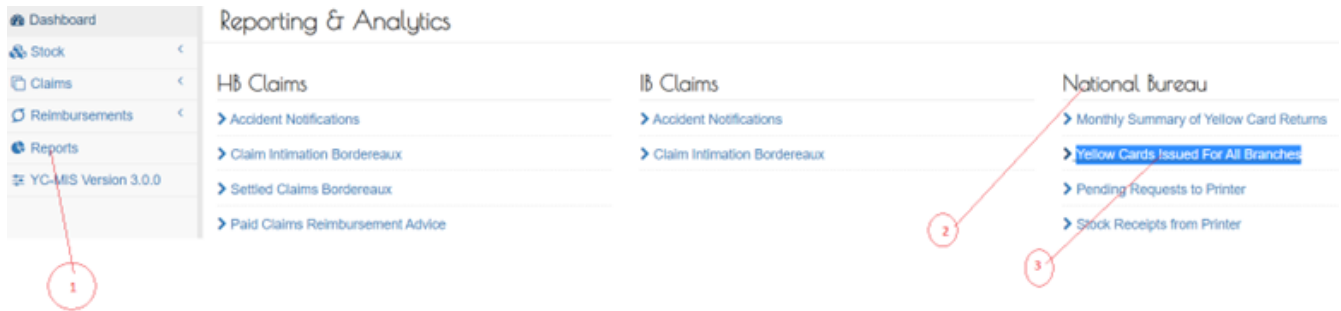 Dashboard
Stock
Claims
Reimbursements
Reports
YC-MIS Version 3.0.0
Reporting & Analytics
HB Claims
Accident Notifications
Claim Intimation Bordereaux
Settled Claims Bordereaux
Paid Claims Reimbursement Advice
IB Claims
Accident Notifications
Claim Intimation Bordereaux
National Bureau
Monthly Summary of Yellow Card Returns
Yellow Cards Issued For All Branches
Pending Requests to Printer
Stock Receipts from Printer
1
2
3